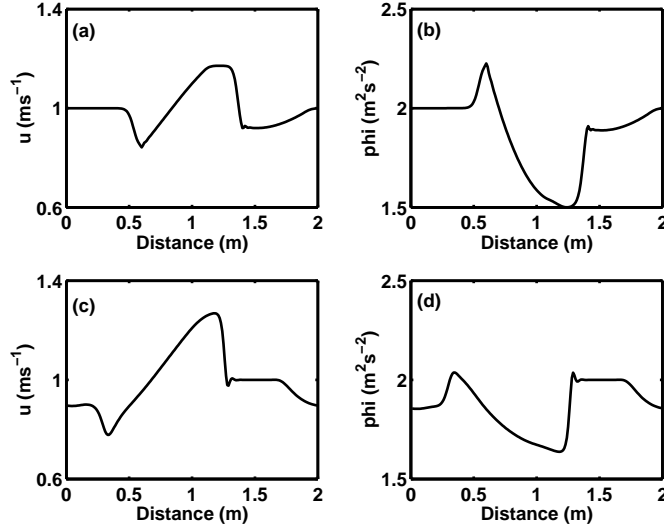 (a)
1.4
1
0.6
u (ms⁻¹)
0 0.5 1 1.5 2
Distance (m)
(b)
2.5
2
1.5
phi (m²s⁻²)
0 0.5 1 1.5 2
Distance (m)
(c)
1.4
1
0.6
u (ms⁻¹)
0 0.5 1 1.5 2
Distance (m)
(d)
2.5
2
1.5
phi (m²s⁻²)
0 0.5 1 1.5 2
Distance (m)